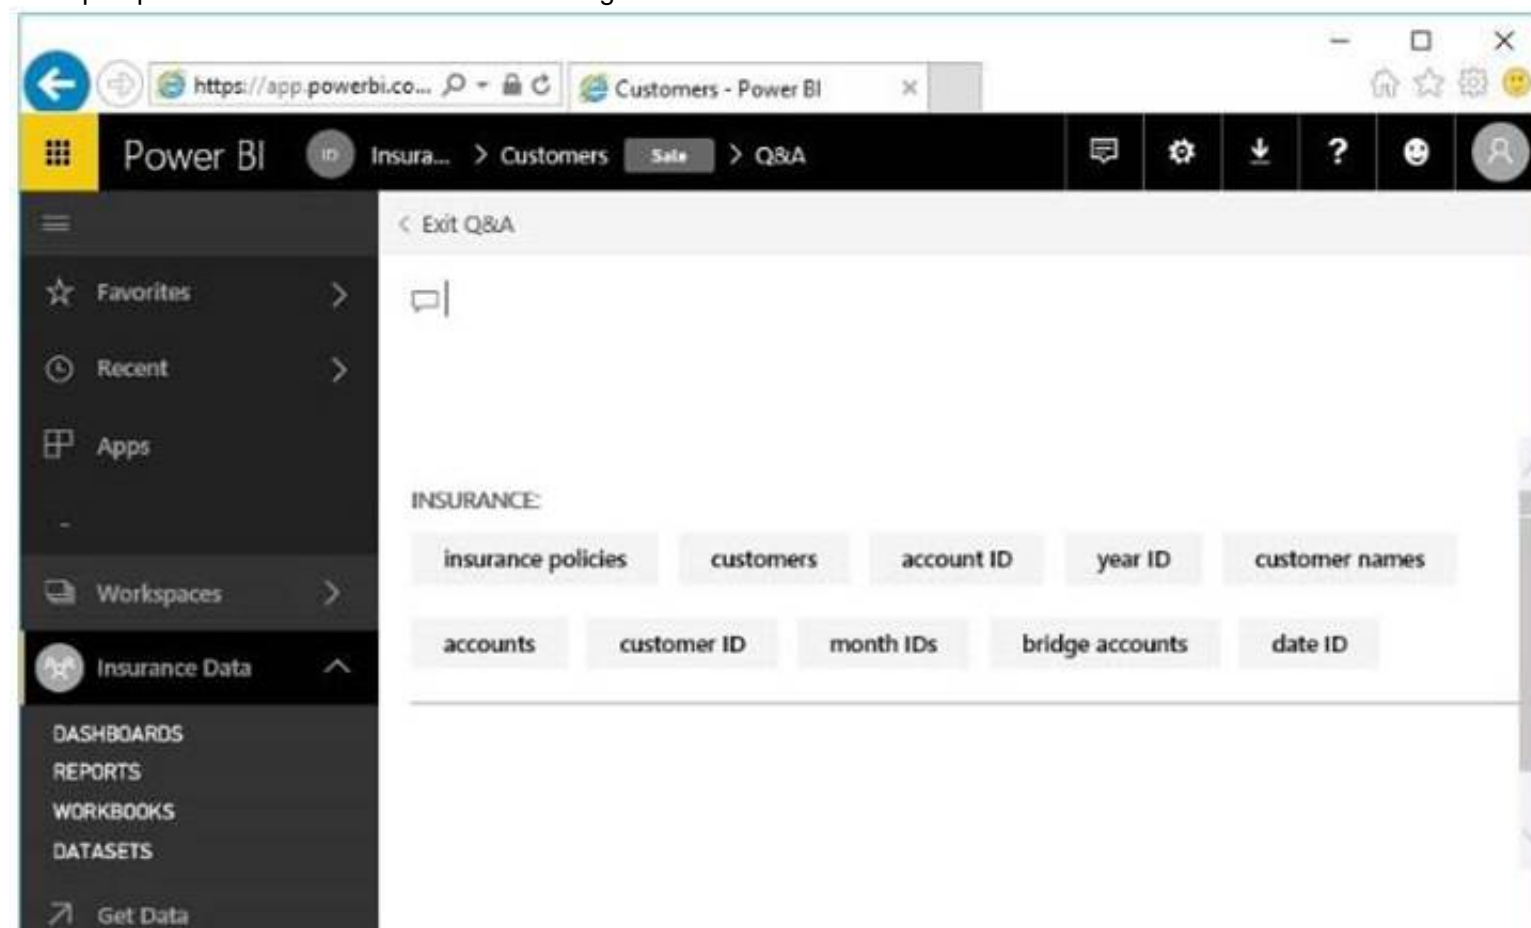 https://app.powerbi.co...
Customers - Power BI
Power BI
ID
Insura... > Customers Sale > Q&A
?
< Exit Q&A
Favorites >
Recent >
Apps
INSURANCE:
insurance policies customers account ID year ID customer names
Workspaces >
accounts customer ID month IDs bridge accounts date ID
Insurance Data
DASHBOARDS
REPORTS
WORKBOOKS
DATASETS
Get Data